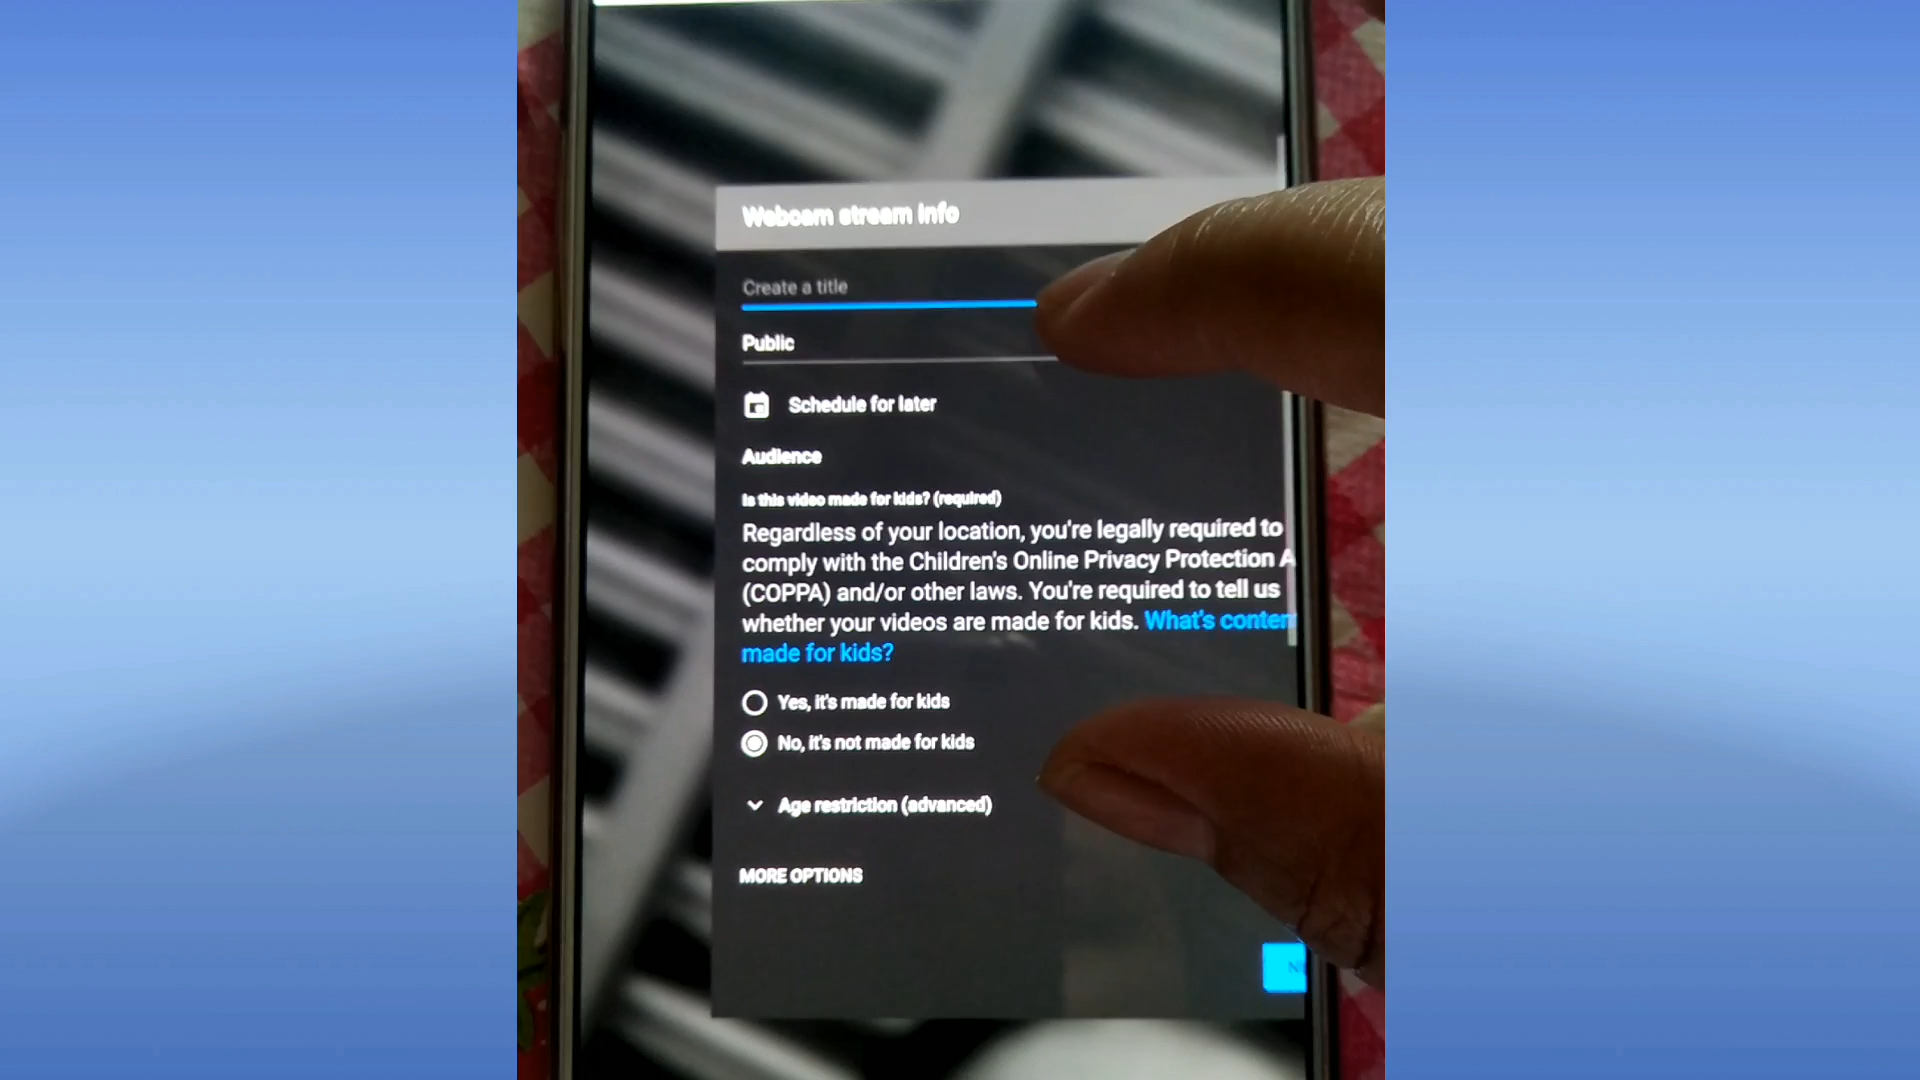 Webcam stream info
Create a title
Public
Schedule for later
Audience
Is this video made for kids? (required)
Regardless of your location, you're legally required to
comply with the Children's Online Privacy Protection
(COPPA) and/or other laws. You're required to tell us
whether your videos are made for kids. What's
made for kids?
Yes, it's made for kids
No, it's not made for kids
Age restriction (advanced)
MORE OPTIONS